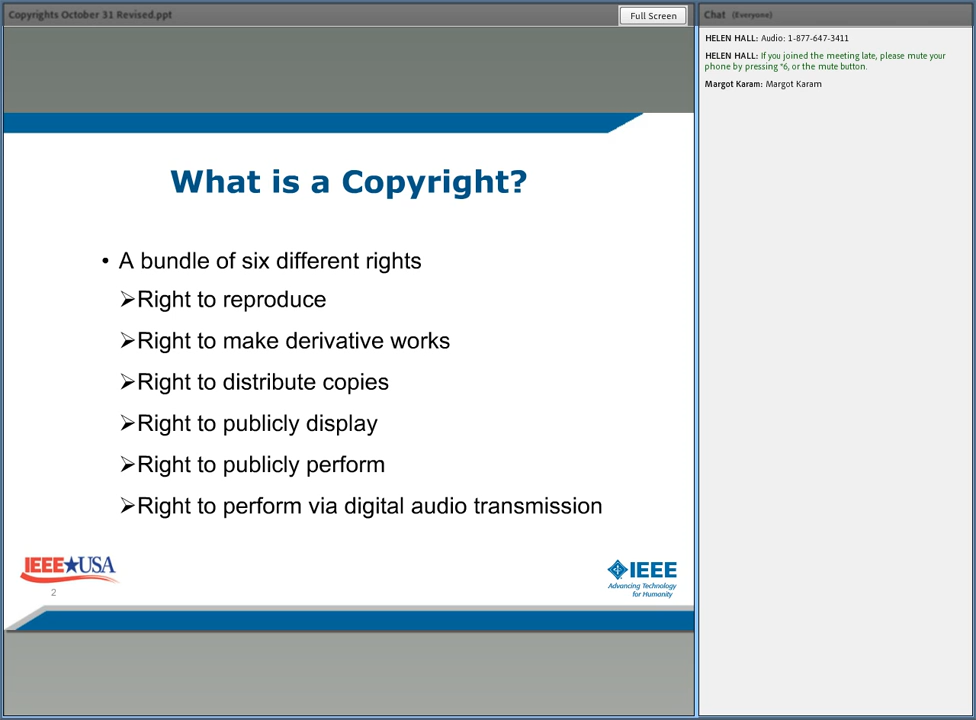 Copyrights October 31 Revised.ppt
Full Screen
What is a Copyright?
• A bundle of six different rights
➢Right to reproduce
➢Right to make derivative works
➢Right to distribute copies
➢Right to publicly display
➢Right to publicly perform
➢Right to perform via digital audio transmission
IEEE★USA
2
IEEE
Advancing Technology
for Humanity
Chat (Everyone)
HELEN HALL: Audio: 1-877-647-3411
HELEN HALL: If you joined the meeting late, please mute your
phone by pressing *6, or the mute button.
Margot Karam: Margot Karam